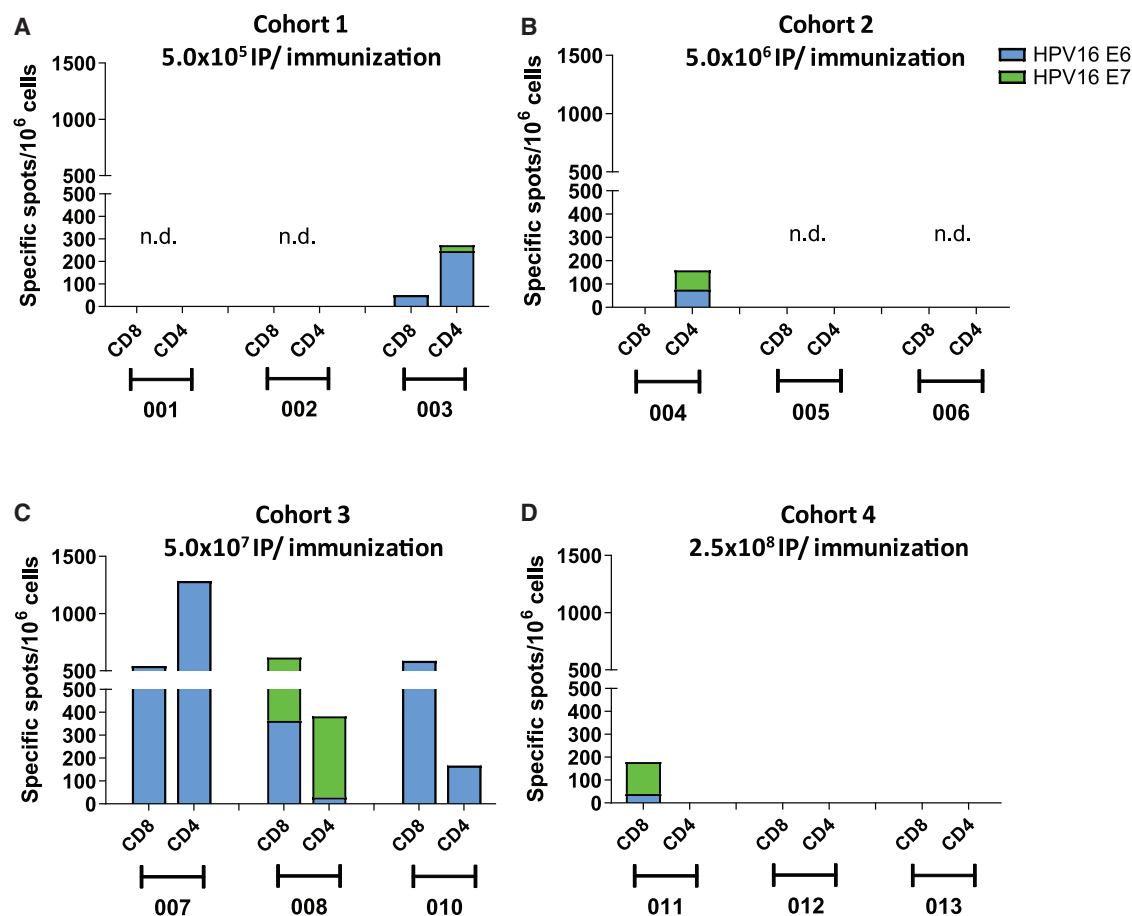 A
Cohort 1
5.0x10⁵ IP/ immunization
Specific spots/10⁶ cells
1500
1000
500
500
400
300
200
100
0
n.d.
n.d.
CD8
CD4
CD8
CD4
CD8
CD4
001
002
003
B
Cohort 2
5.0x10⁶ IP/ immunization
HPV16 E6
HPV16 E7
Specific spots/10⁶ cells
1500
1000
500
500
400
300
200
100
0
n.d.
n.d.
CD8
CD4
CD8
CD4
CD8
CD4
004
005
006
C
Cohort 3
5.0x10⁷ IP/ immunization
Specific spots/10⁶ cells
1500
1000
500
500
400
300
200
100
0
CD8
CD4
CD8
CD4
CD8
CD4
007
008
010
D
Cohort 4
2.5x10⁸ IP/ immunization
Specific spots/10⁶ cells
1500
1000
500
500
400
300
200
100
0
CD8
CD4
CD8
CD4
CD8
CD4
011
012
013